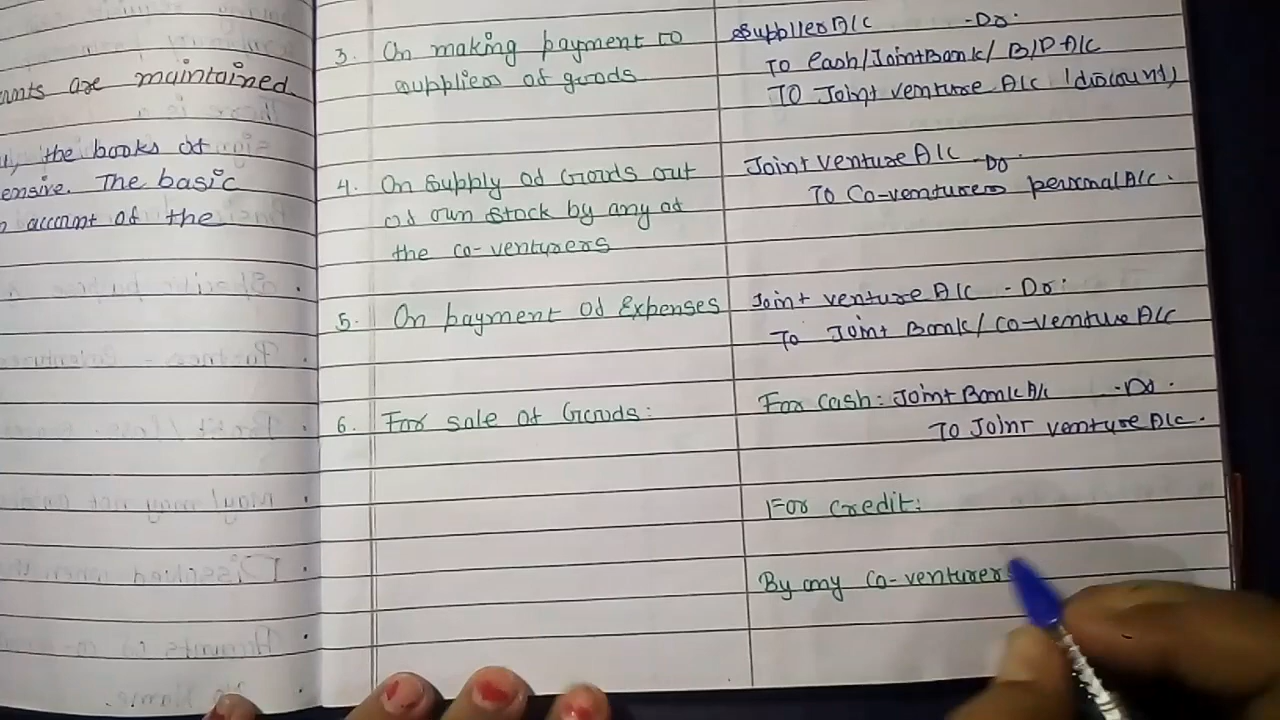 ants are maintained.
the books of
ensive. The basic
account of the
3. On making payment to
suppliers of goods
Supplier A/C -Dr.
To Cash/Joint Bank/ B/P A/C
TO Joint venture A/C (discount)
4. On supply of Goods out
of own stock by any of
the co-venturers
Joint venture A/C -Dr.
To Co-venturers personal A/C.
5. On payment of Expenses
Joint venture A/C - Dr.
To Joint Bank/ Co-venture A/C
6. For sale of Goods:
For cash: Joint Bank A/c -Dr.
To Joint venture A/c.
For credit:
By any Co-venturers